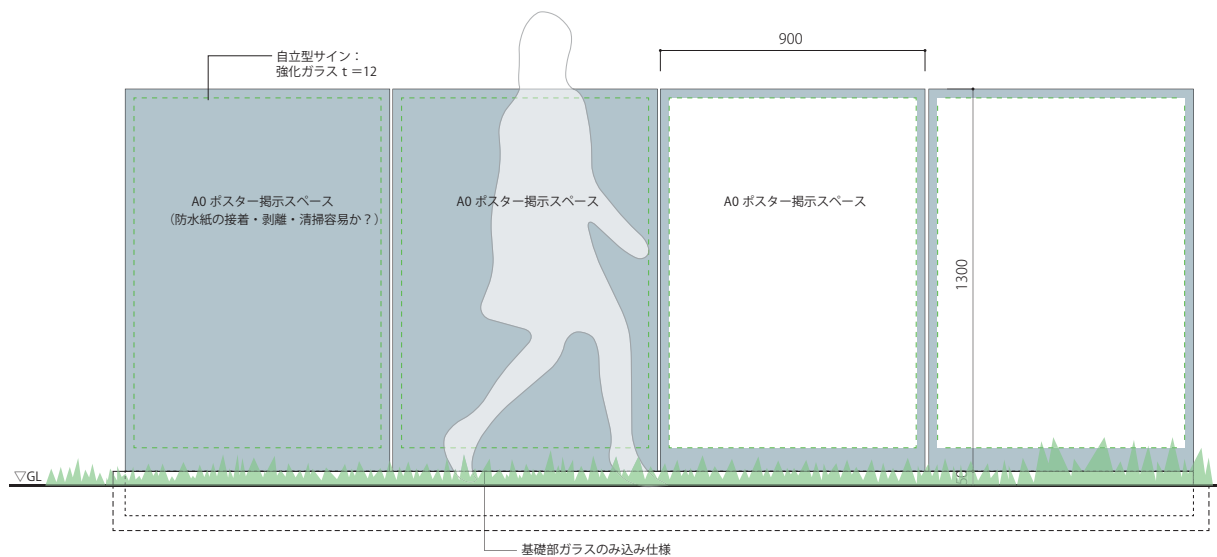 自立型サイン：
強化ガラス t＝12
900
A0 ポスター掲示スペース
（防水紙の接着・剥離・清掃容易か？）
A0 ポスター掲示スペース
A0 ポスター掲示スペース
1300
50
▽GL
基礎部ガラスのみ込み仕様